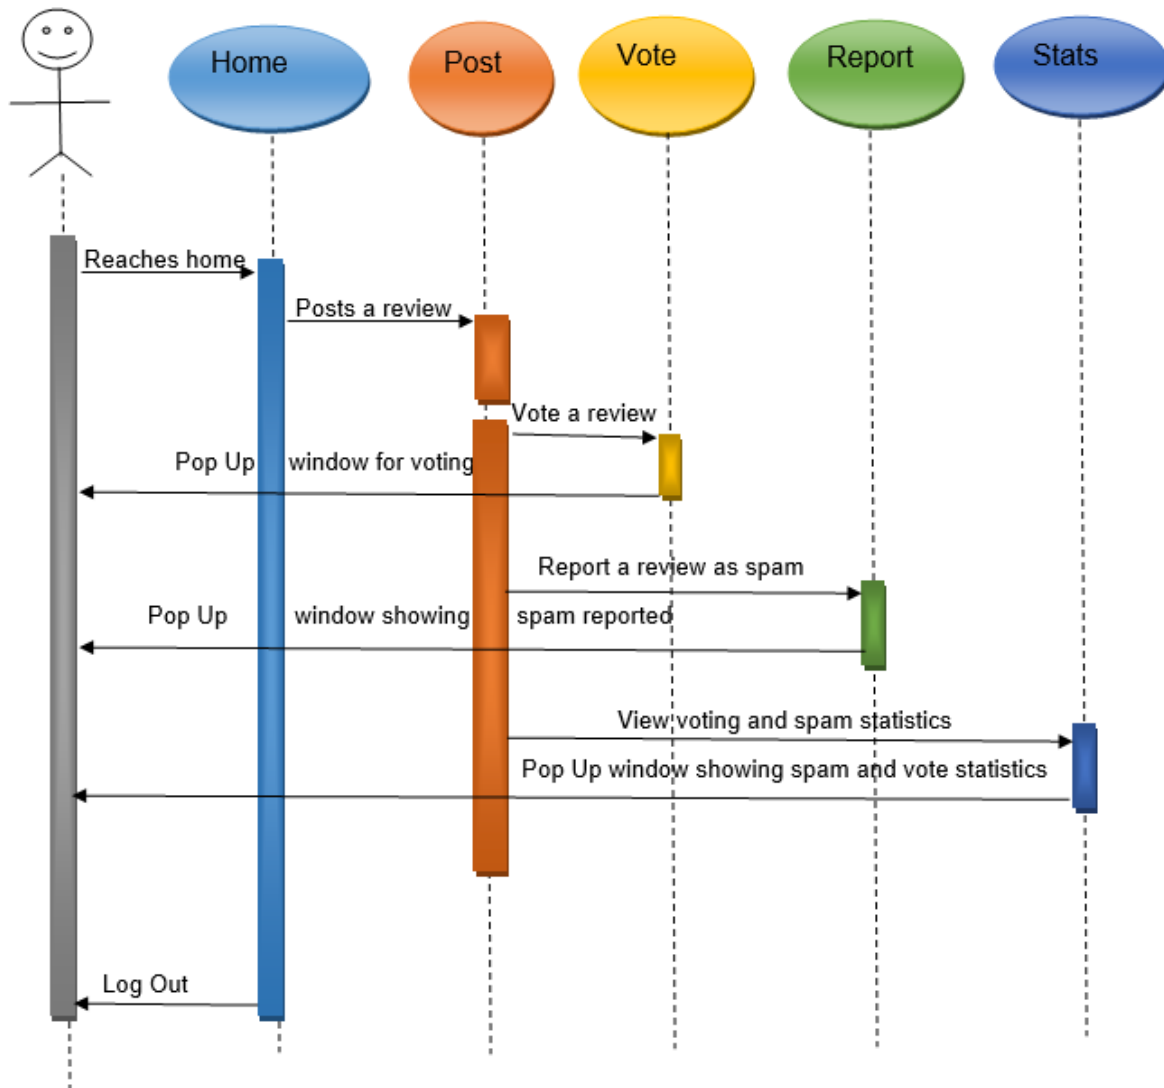 Home
Post
Vote
Report
Stats
Reaches home
Posts a review
Vote a review
Pop Up window for voting
Report a review as spam
Pop Up window showing spam reported
View voting and spam statistics
Pop Up window showing spam and vote statistics
Log Out